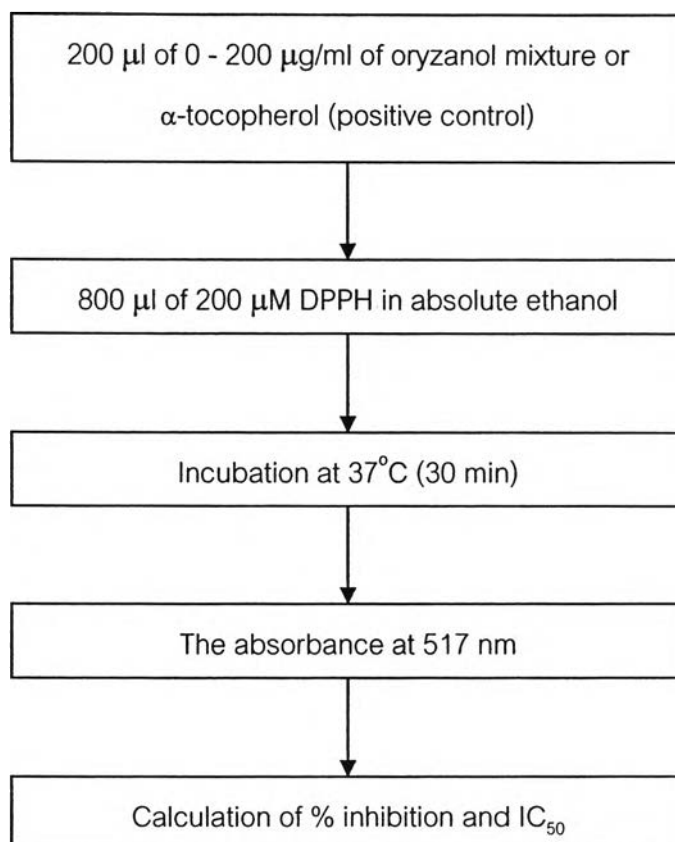 200 μl of 0 - 200 μg/ml of oryzanol mixture or
α-tocopherol (positive control)
800 μl of 200 μM DPPH in absolute ethanol
Incubation at 37°C (30 min)
The absorbance at 517 nm
Calculation of % inhibition and IC₅₀